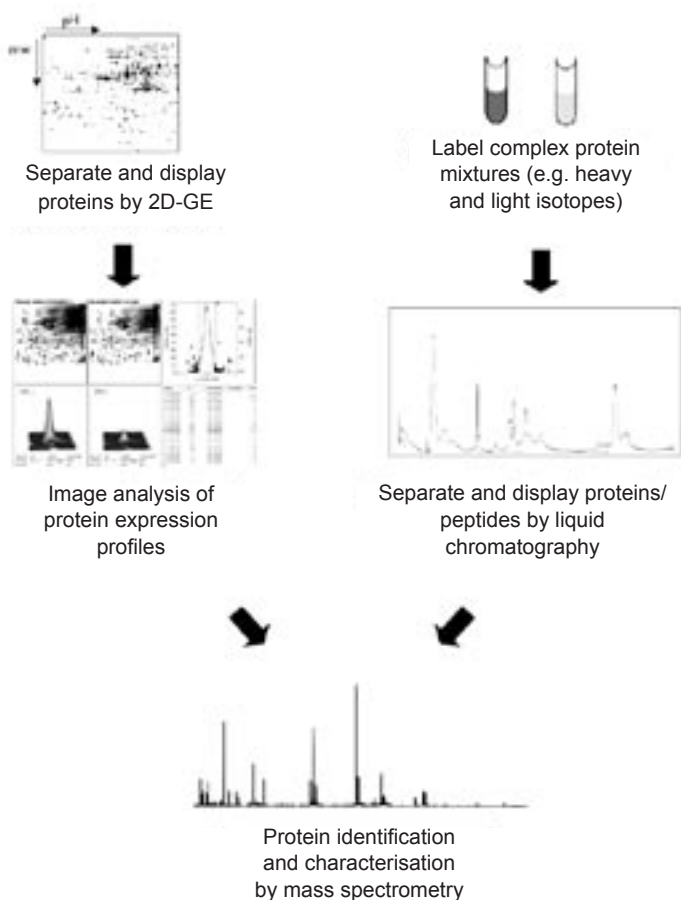 pH
Separate and display
proteins by 2D-GE
Label complex protein
mixtures (e.g. heavy
and light isotopes)
Image analysis of
protein expression
profiles
Separate and display proteins/
peptides by liquid
chromatography
Protein identification
and characterisation
by mass spectrometry